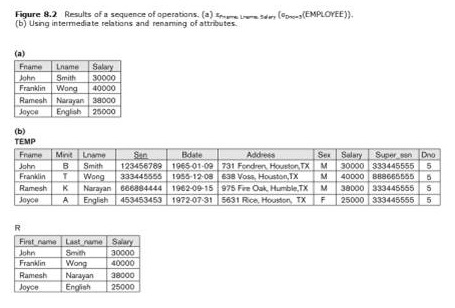 Figure 8.2 Results of a sequence of operations. (a) π Fname, Lname, Salary (σ Dno=5(EMPLOYEE)).
(b) Using intermediate relations and renaming of attributes.
(a)
Fname Lname Salary
John Smith 30000
Franklin Wong 40000
Ramesh Narayan 38000
Joyce English 25000
(b)
TEMP
Fname Minit Lname Ssn Bdate Address Sex Salary Super_ssn Dno
John B Smith 123456789 1965-01-09 731 Fondren, Houston,TX M 30000 333445555 5
Franklin T Wong 333445555 1955-12-08 638 Voss, Houston,TX M 40000 888665555 5
Ramesh K Narayan 666884444 1962-09-15 975 Fire Oak, Humble,TX M 38000 333445555 5
Joyce A English 453453453 1972-07-31 5631 Rice, Houston, TX F 25000 333445555 5
R
First_name Last_name Salary
John Smith 30000
Franklin Wong 40000
Ramesh Narayan 38000
Joyce English 25000